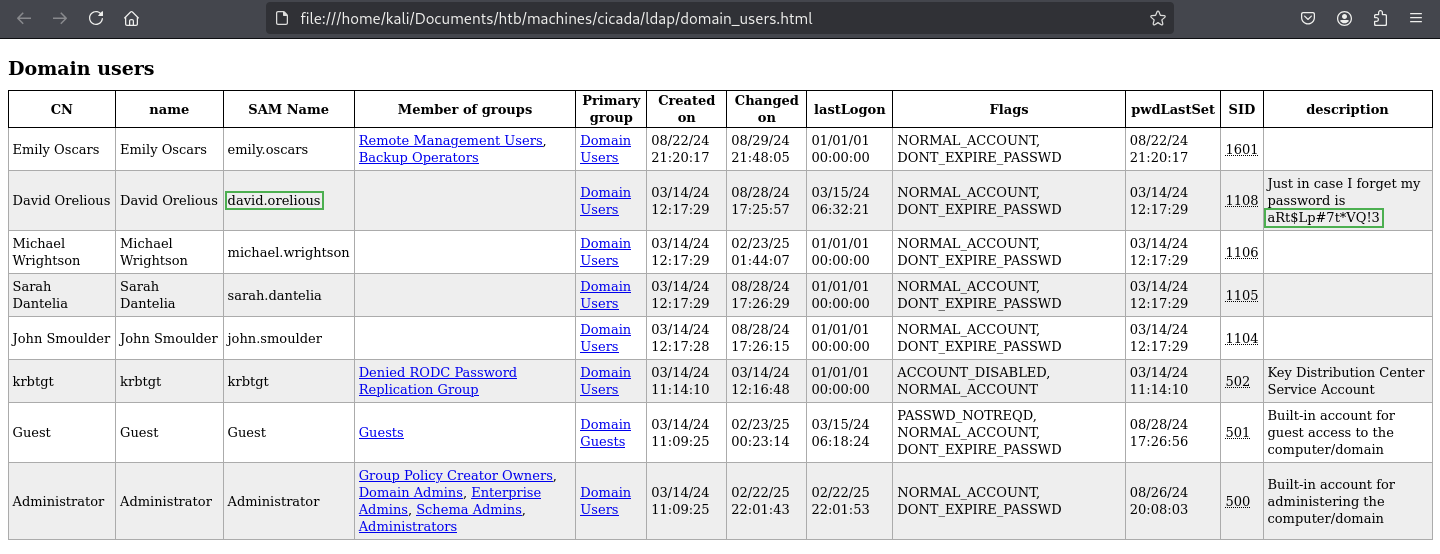 file:///home/kali/Documents/htb/machines/cicada/ldap/domain_users.html
Domain users
CN name SAM Name Member of groups Primary group Created on Changed on lastLogon Flags pwdLastSet SID description
Emily Oscars Emily Oscars emily.oscars Remote Management Users, Backup Operators Domain Users 08/22/24 21:20:17 08/29/24 21:48:05 01/01/01 00:00:00 NORMAL_ACCOUNT, DONT_EXPIRE_PASSWD 08/22/24 21:20:17 1601
David Orelious David Orelious david.orelious Domain Users 03/14/24 12:17:29 08/28/24 17:25:57 03/15/24 06:32:21 NORMAL_ACCOUNT, DONT_EXPIRE_PASSWD 03/14/24 12:17:29 1108 Just in case I forget my password is aRt$Lp#7t*VQ!3
Michael Wrightson Michael Wrightson michael.wrightson Domain Users 03/14/24 12:17:29 02/23/25 01:44:07 01/01/01 00:00:00 NORMAL_ACCOUNT, DONT_EXPIRE_PASSWD 03/14/24 12:17:29 1106
Sarah Dantelia Sarah Dantelia sarah.dantelia Domain Users 03/14/24 12:17:29 08/28/24 17:26:29 01/01/01 00:00:00 NORMAL_ACCOUNT, DONT_EXPIRE_PASSWD 03/14/24 12:17:29 1105
John Smoulder John Smoulder john.smoulder Domain Users 03/14/24 12:17:28 08/28/24 17:26:15 01/01/01 00:00:00 NORMAL_ACCOUNT, DONT_EXPIRE_PASSWD 03/14/24 12:17:29 1104
krbtgt krbtgt krbtgt Denied RODC Password Replication Group Domain Users 03/14/24 11:14:10 03/14/24 12:16:48 01/01/01 00:00:00 ACCOUNT_DISABLED, NORMAL_ACCOUNT 03/14/24 11:14:10 502 Key Distribution Center Service Account
Guest Guest Guest Guests Domain Guests 03/14/24 11:09:25 02/23/25 00:23:14 03/15/24 06:18:24 PASSWD_NOTREQD, NORMAL_ACCOUNT, DONT_EXPIRE_PASSWD 08/28/24 17:26:56 501 Built-in account for guest access to the computer/domain
Administrator Administrator Administrator Group Policy Creator Owners, Domain Admins, Enterprise Admins, Schema Admins, Administrators Domain Users 03/14/24 11:09:25 02/22/25 22:01:43 02/22/25 22:01:53 NORMAL_ACCOUNT, DONT_EXPIRE_PASSWD 08/26/24 20:08:03 500 Built-in account for administering the computer/domain